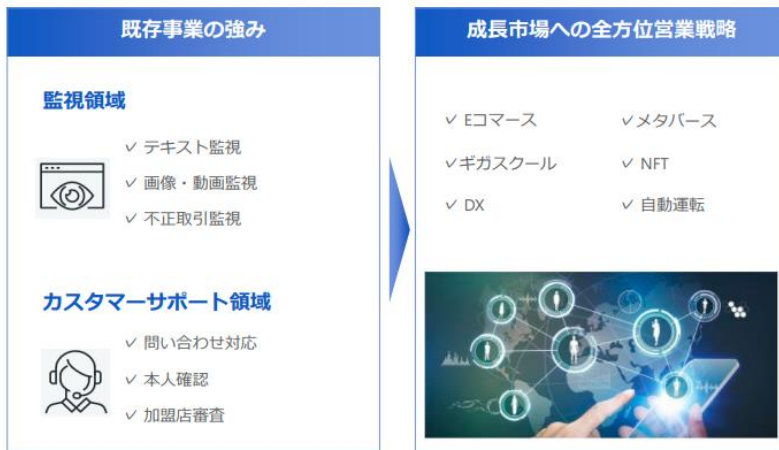 既存事業の強み
監視領域
✓ テキスト監視
✓ 画像・動画監視
✓ 不正取引監視
カスタマーサポート領域
✓ 問い合わせ対応
✓ 本人確認
✓ 加盟店審査
成長市場への全方位営業戦略
✓ Eコマース
✓メタバース
✓ギガスクール
✓ NFT
✓ DX
✓ 自動運転